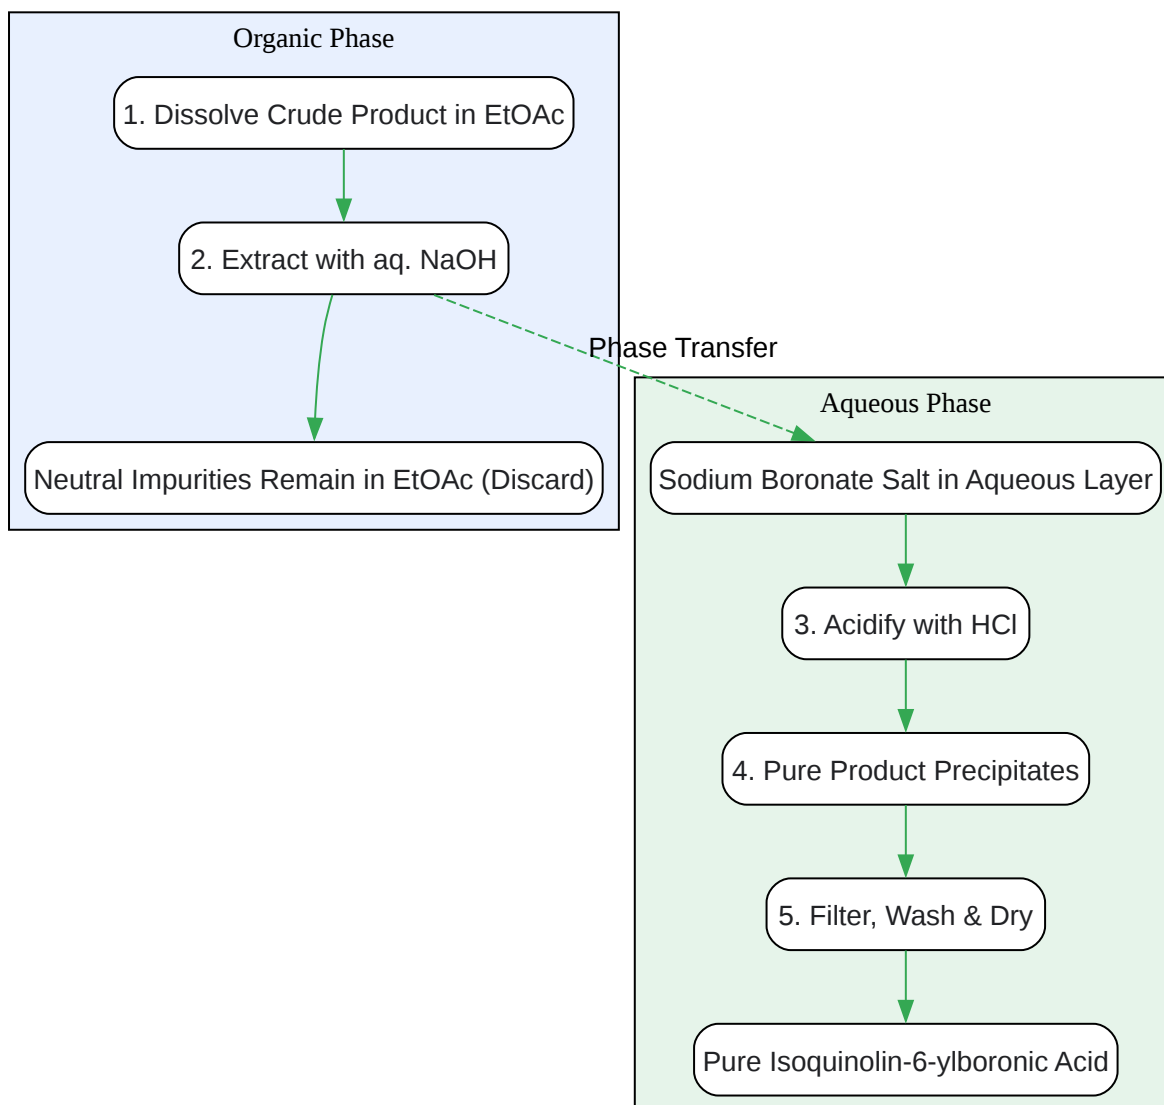 Organic Phase
1. Dissolve Crude Product in EtOAc
2. Extract with aq. NaOH
Phase Transfer
Neutral Impurities Remain in EtOAc (Discard)
Aqueous Phase
Sodium Boronate Salt in Aqueous Layer
3. Acidify with HCl
4. Pure Product Precipitates
5. Filter, Wash & Dry
Pure Isoquinolin-6-ylboronic Acid